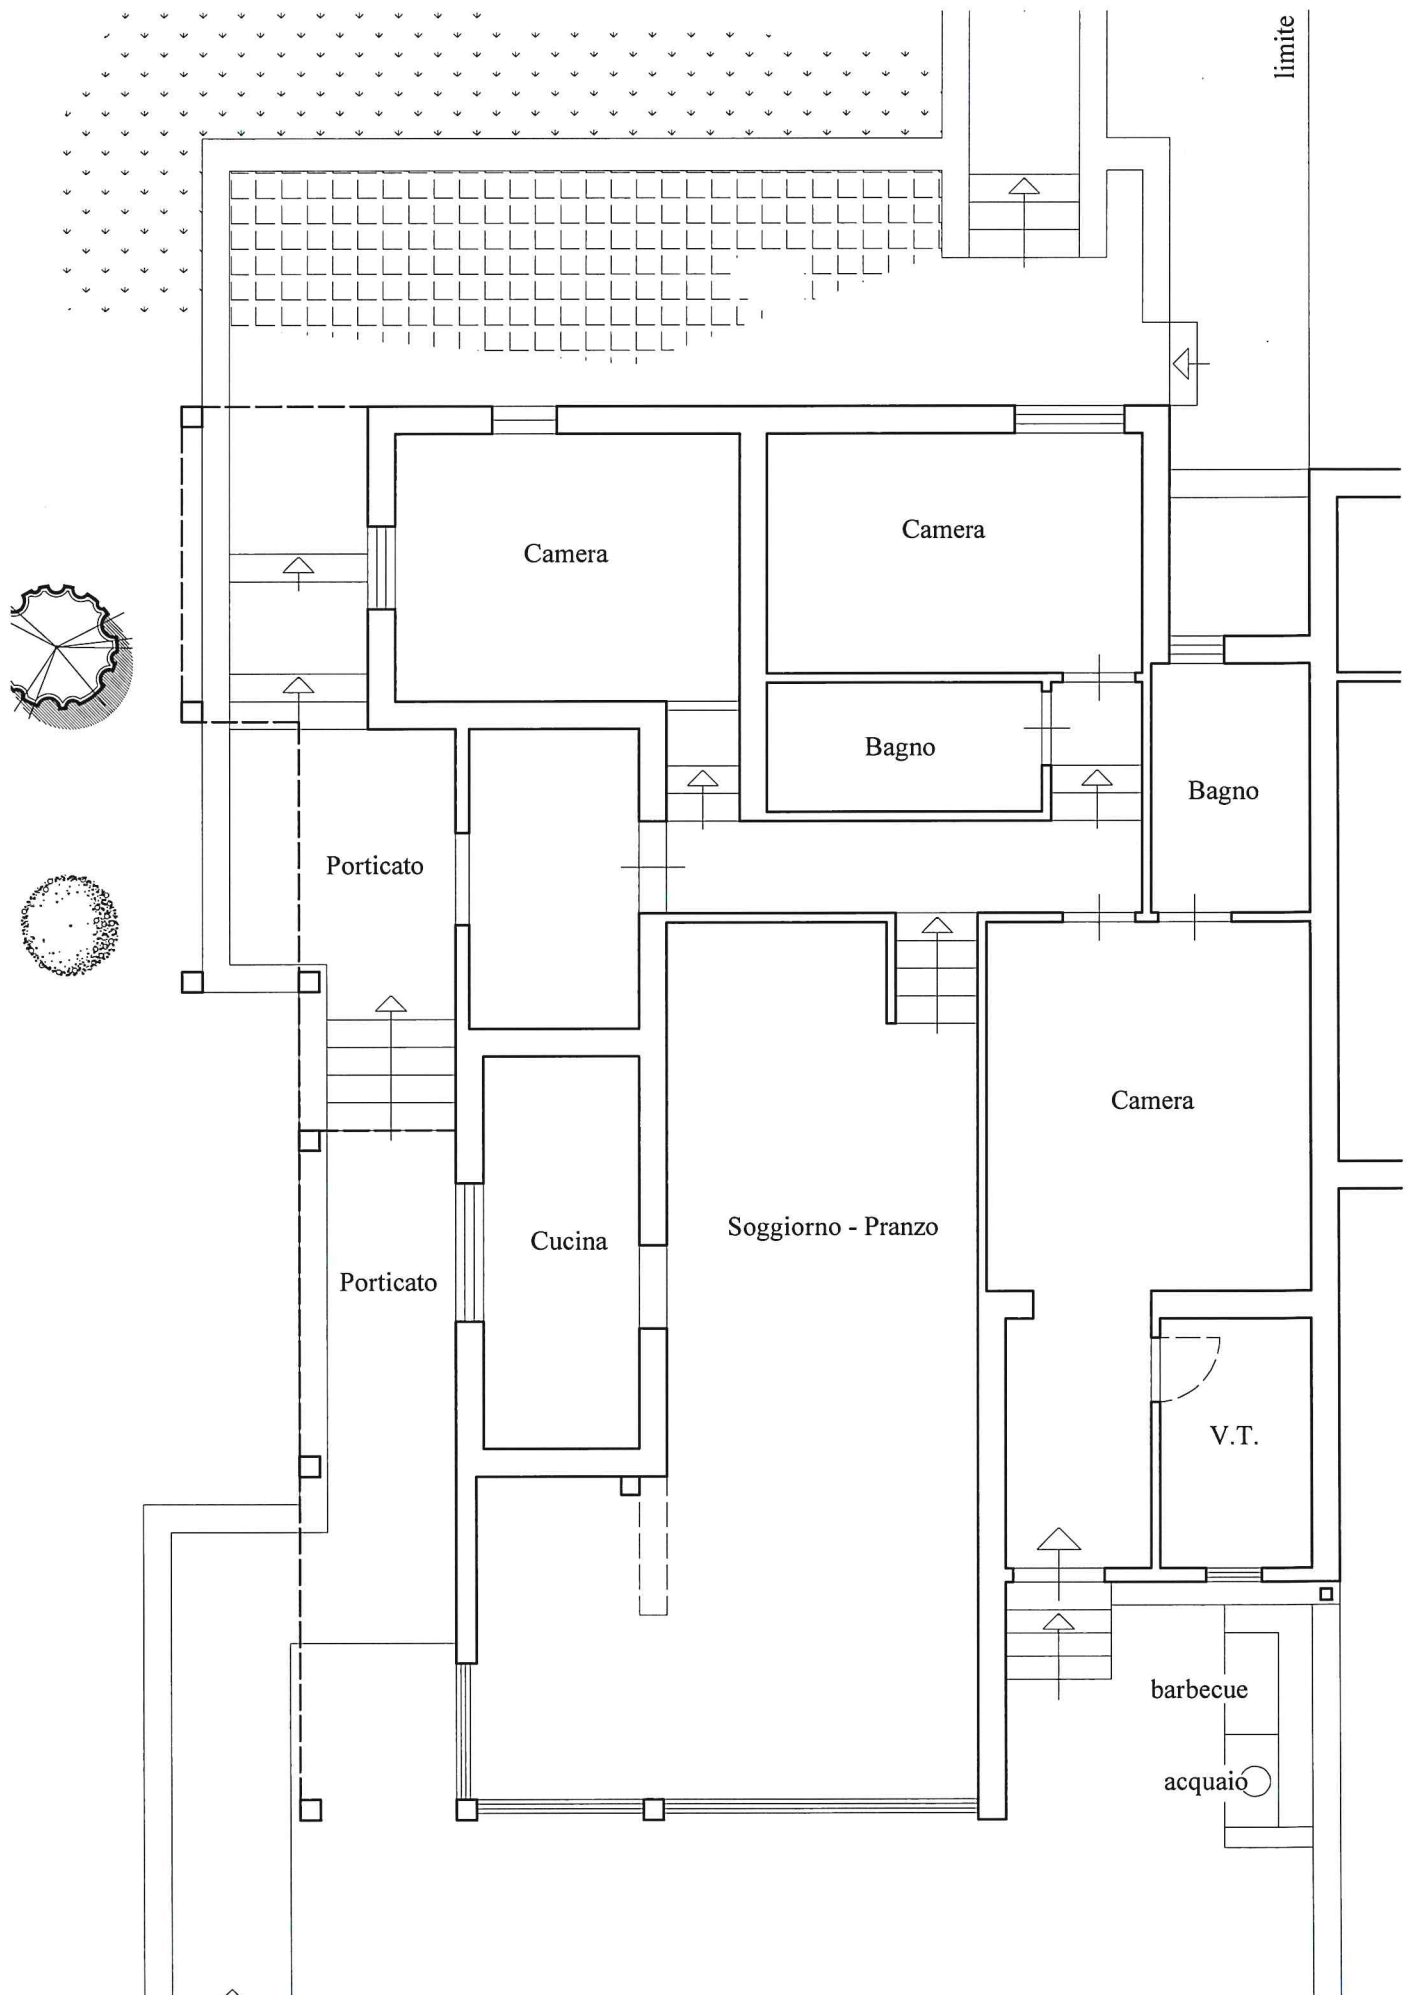 limite
Camera
Camera
Bagno
Bagno
Porticato
Camera
Soggiorno - Pranzo
Cucina
Porticato
V.T.
barbecue
acquaio